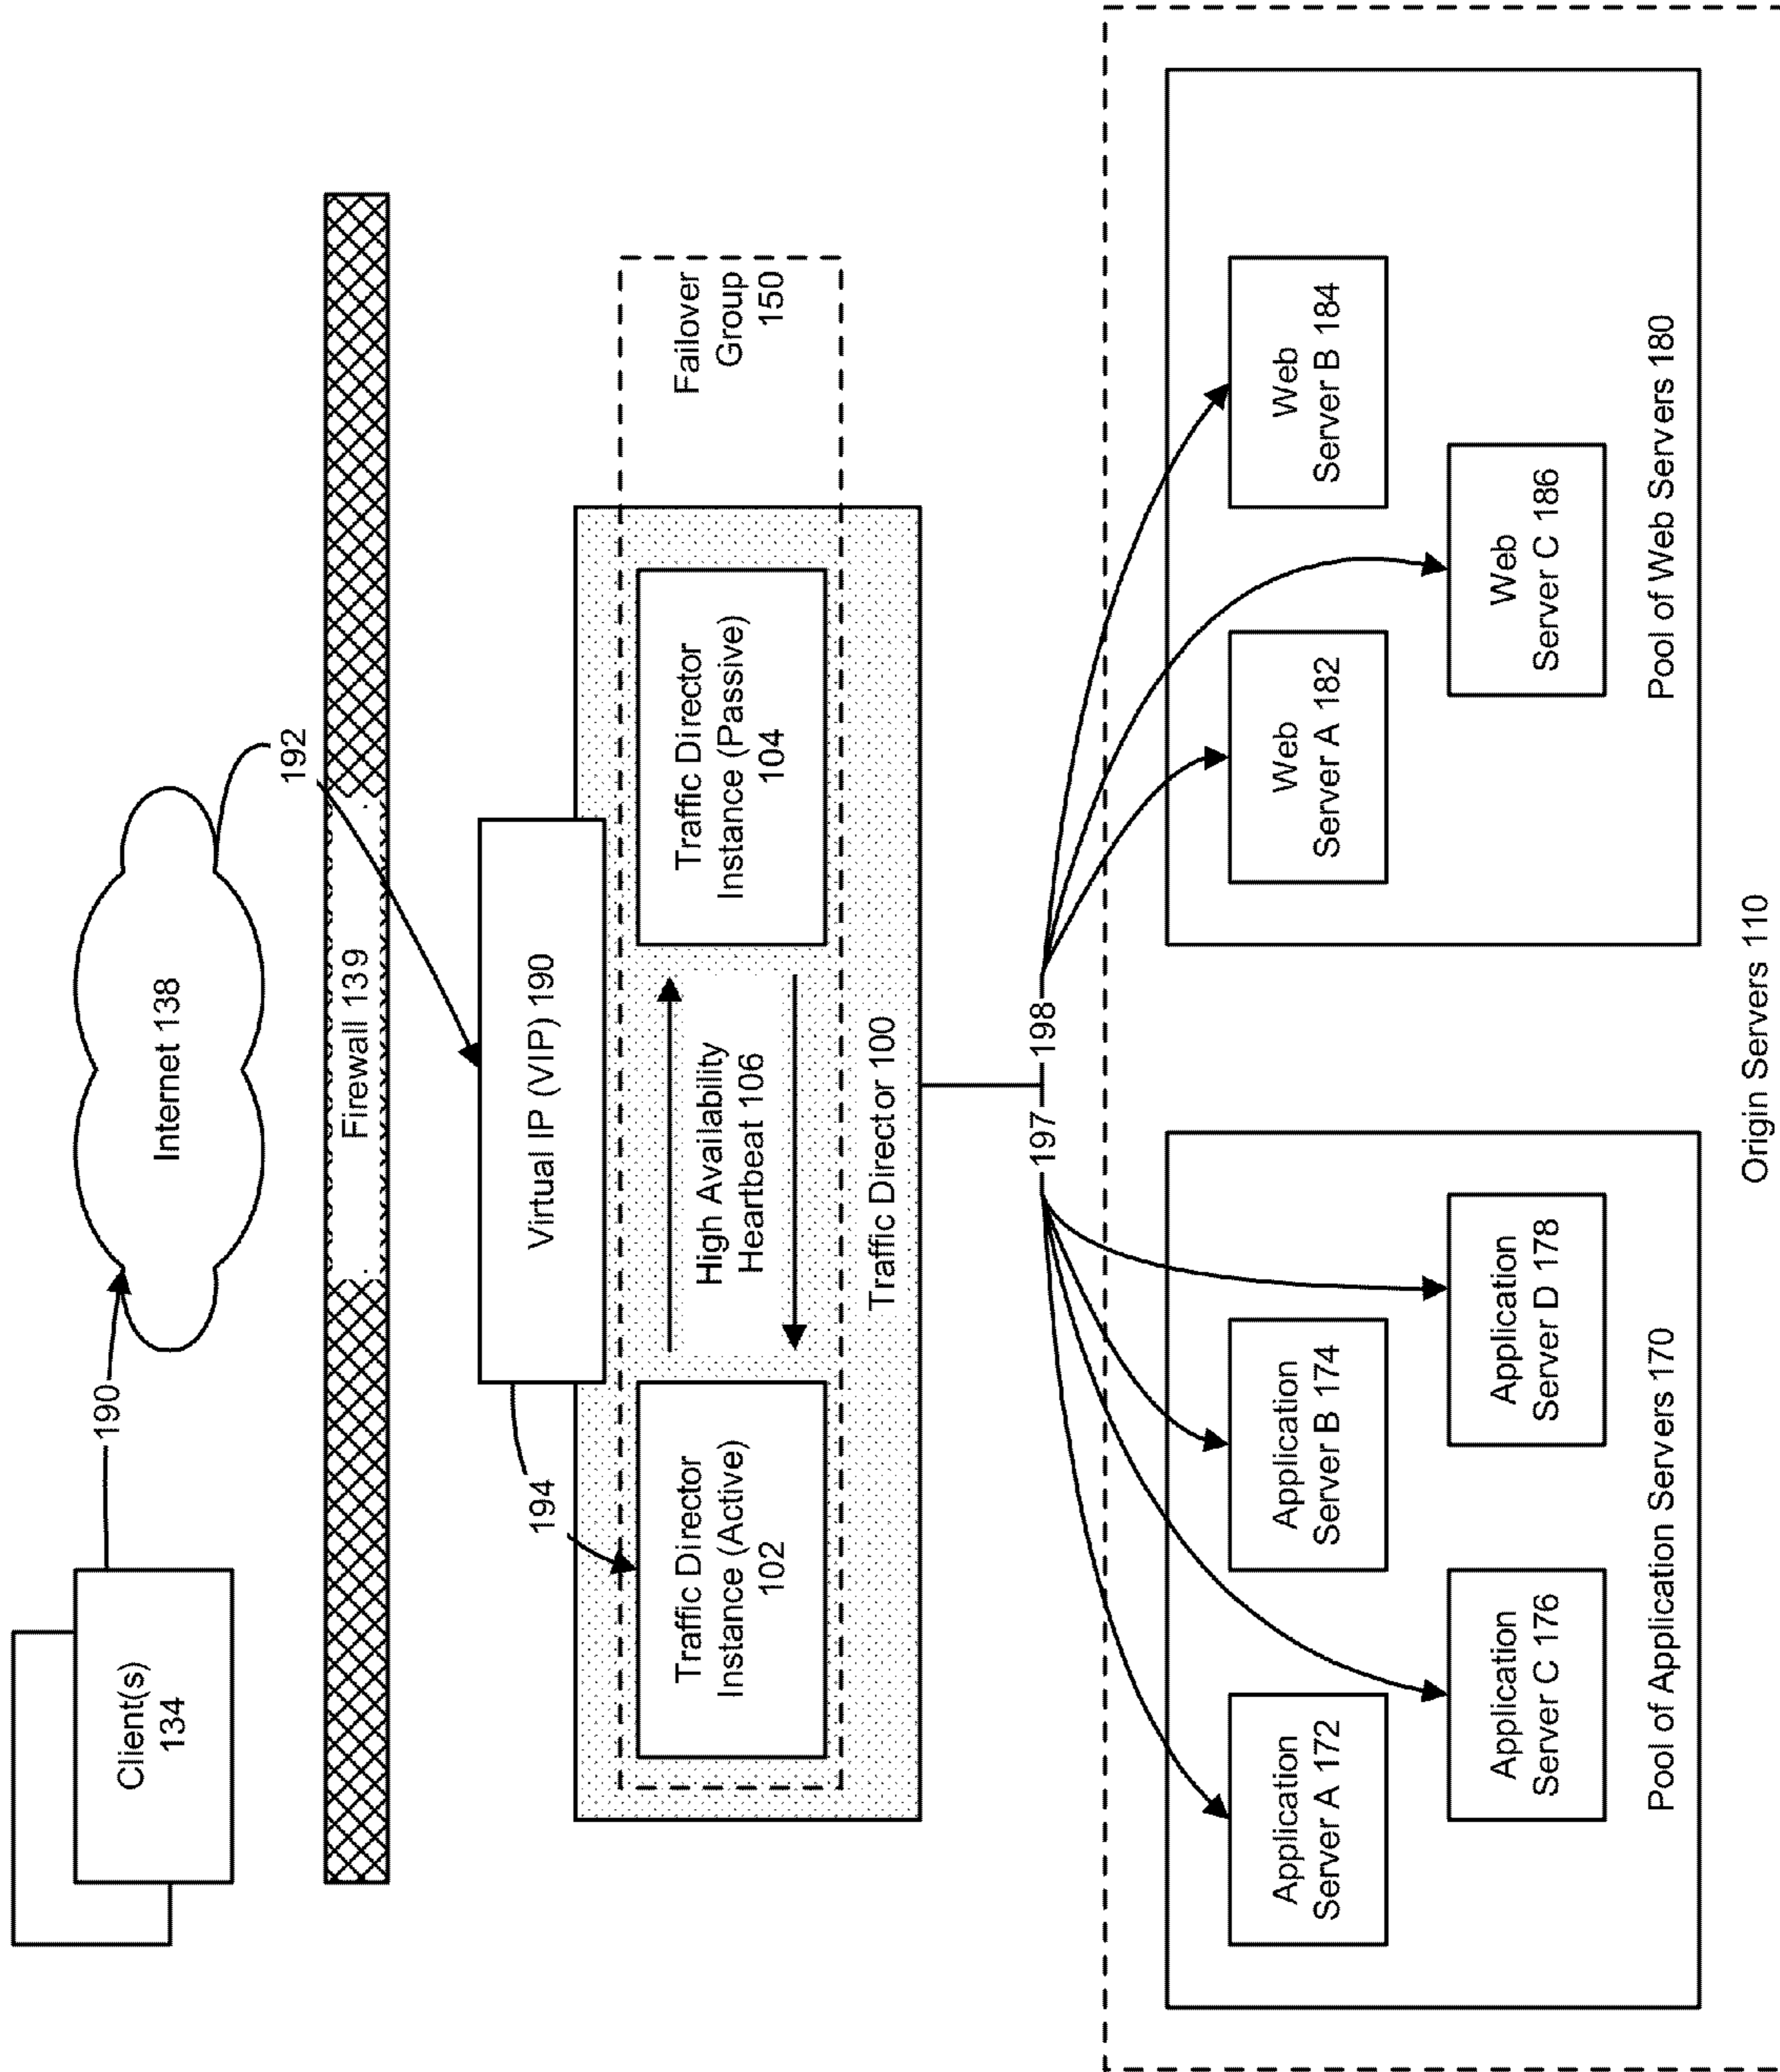 Client(s)
134
190
Internet 138
192
Firewall 139
Virtual IP (VIP) 190
194
Failover
Group
150
Traffic Director
Instance (Active)
102
High Availability
Heartbeat 106
Traffic Director
Instance (Passive)
104
Traffic Director 100
197
198
Application
Server A 172
Application
Server B 174
Application
Server C 176
Application
Server D 178
Pool of Application Servers 170
Web
Server A 182
Web
Server B 184
Web
Server C 186
Pool of Web Servers 180
Origin Servers 110